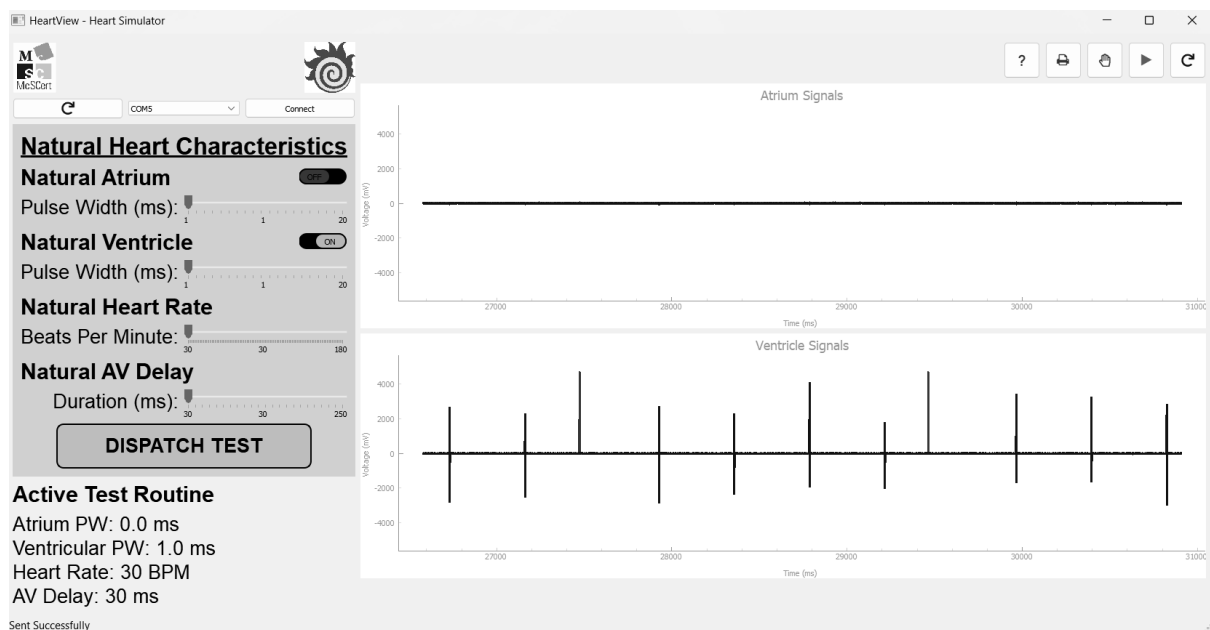 HeartView - Heart Simulator
M
SC
McSCert
COM5
Connect
?
Natural Heart Characteristics
Natural Atrium
OFF
Pulse Width (ms):
1 1 20
Natural Ventricle
ON
Pulse Width (ms):
1 1 20
Natural Heart Rate
Beats Per Minute:
30 30 180
Natural AV Delay
Duration (ms):
30 30 250
DISPATCH TEST
Active Test Routine
Atrium PW: 0.0 ms
Ventricular PW: 1.0 ms
Heart Rate: 30 BPM
AV Delay: 30 ms
Sent Successfully
Atrium Signals
Voltage (mV)
4000
2000
0
-2000
-4000
27000 28000 29000 30000 31000
Time (ms)
Ventricle Signals
Voltage (mV)
4000
2000
0
-2000
-4000
27000 28000 29000 30000 31000
Time (ms)